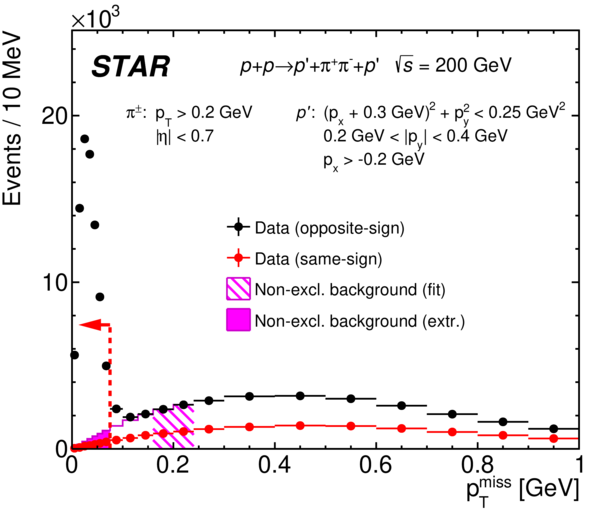 ×10³
Events / 10 MeV
STAR
p+p→p'+π⁺π⁻+p' √s = 200 GeV
π±: p_T > 0.2 GeV
|η| < 0.7
p': (p_x + 0.3 GeV)² + p_y² < 0.25 GeV²
0.2 GeV < |p_y| < 0.4 GeV
p_x > -0.2 GeV
Data (opposite-sign)
Data (same-sign)
Non-excl. background (fit)
Non-excl. background (extr.)
20
10
0
0 0.2 0.4 0.6 0.8 1
p_T^miss [GeV]